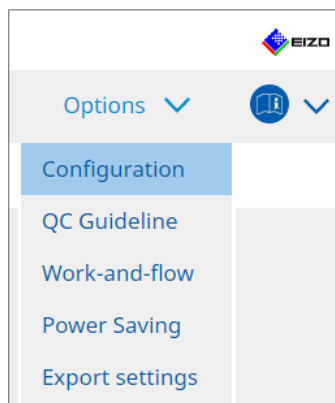 EIZO
Options
Configuration
QC Guideline
Work-and-flow
Power Saving
Export settings